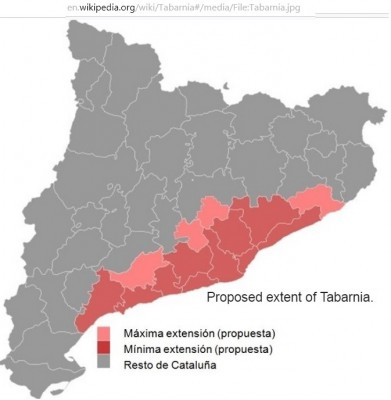 en.wikipedia.org/wiki/Tabarnia#/media/File:Tabarnia.jpg
Proposed extent of Tabarnia.
Máxima extensión (propuesta)
Mínima extensión (propuesta)
Resto de Cataluña